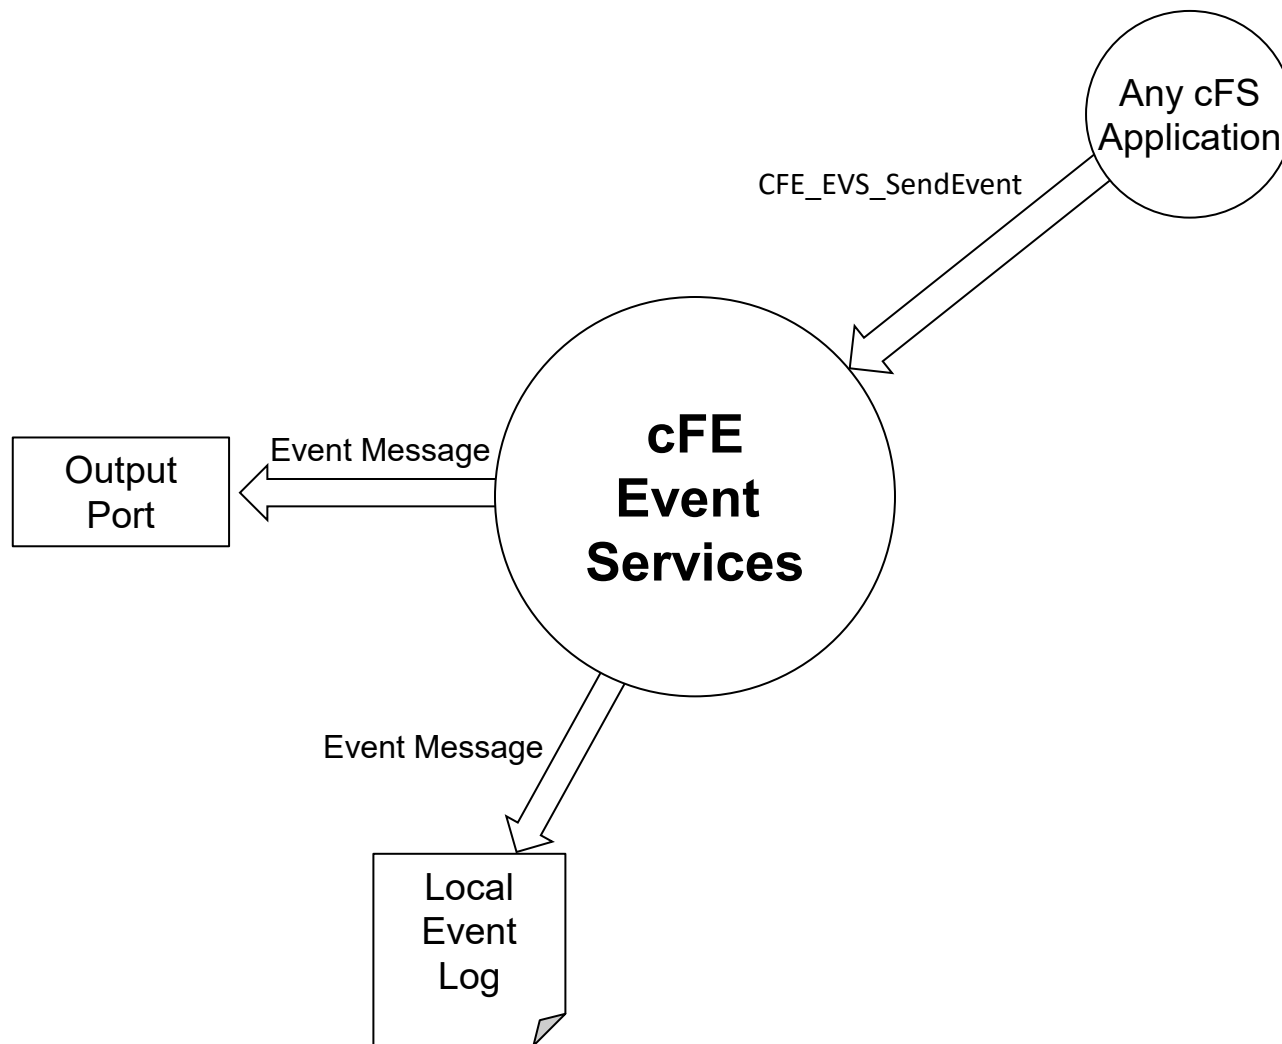 Any cFS
Application
CFE_EVS_SendEvent
cFE
Event
Services
Event Message
Output
Port
Event Message
Local
Event
Log